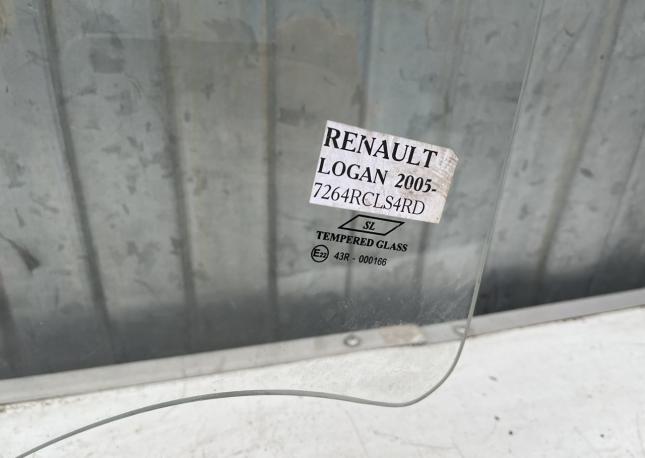 RENAULT
LOGAN 2005-
7264RCLS4RD
SL
TEMPERED GLASS
E22 43R - 000166